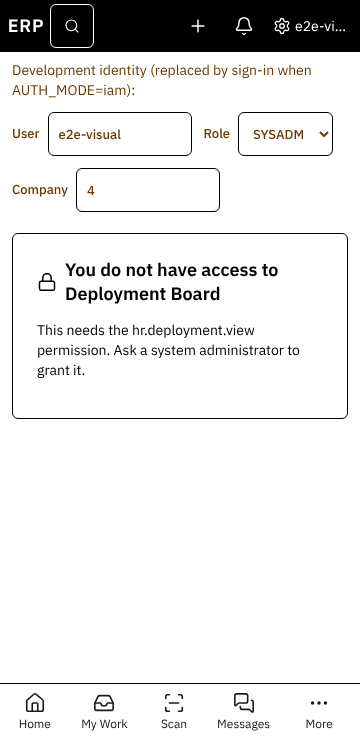 ERP
e2e-vi...
Development identity (replaced by sign-in when
AUTH_MODE=iam):
User e2e-visual Role SYSADM
Company 4
You do not have access to
Deployment Board
This needs the hr.deployment.view
permission. Ask a system administrator to
grant it.
Home My Work Scan Messages More